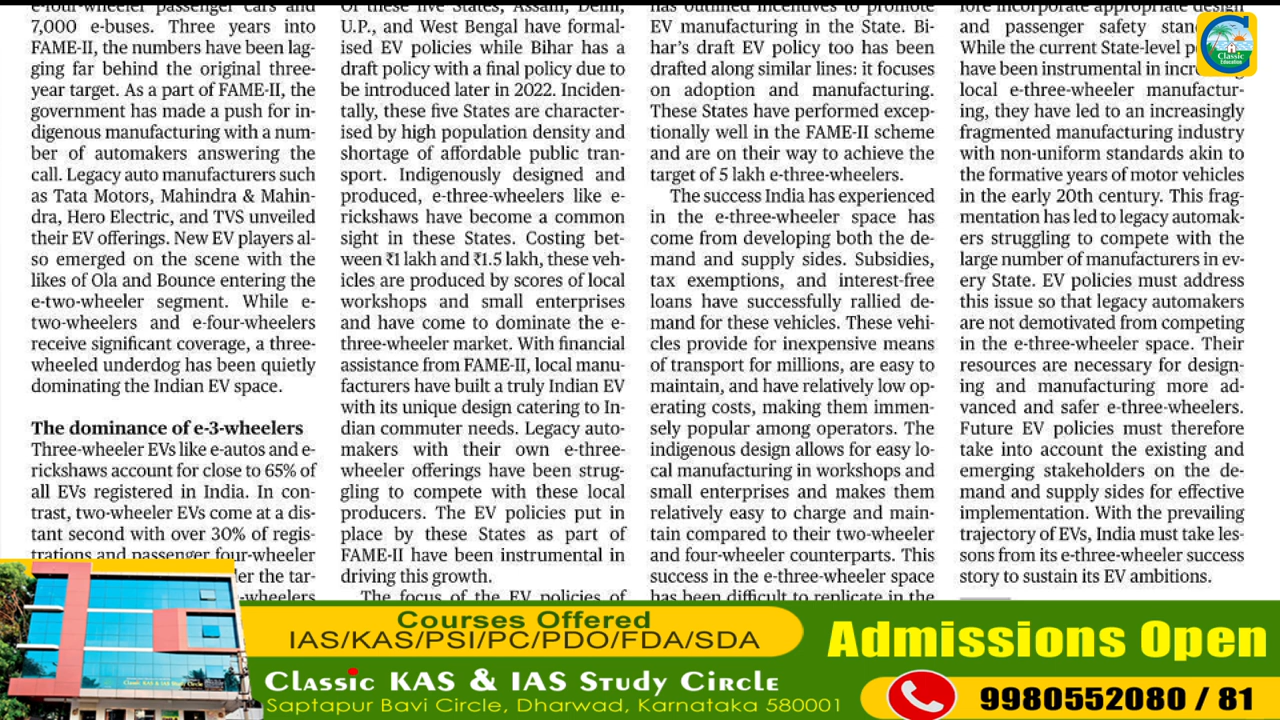 e-four-wheeler passenger cars and
7,000 e-buses. Three years into
FAME-II, the numbers have been lag-
ging far behind the original three-
year target. As a part of FAME-II, the
government has made a push for in-
digenous manufacturing with a num-
ber of automakers answering the
call. Legacy auto manufacturers such
as Tata Motors, Mahindra & Mahin-
dra, Hero Electric, and TVS unveiled
their EV offerings. New EV players al-
so emerged on the scene with the
likes of Ola and Bounce entering the
e-two-wheeler segment. While e-
two-wheelers and e-four-wheelers
receive significant coverage, a three-
wheeled underdog has been quietly
dominating the Indian EV space.
The dominance of e-3-wheelers
Three-wheeler EVs like e-autos and e-
rickshaws account for close to 65% of
all EVs registered in India. In con-
trast, two-wheeler EVs come at a dis-
tant second with over 30% of regis-
trations and passenger four-wheeler
the tar-
-wheelers
Of these five States, Assam, Delhi,
U.P., and West Bengal have formal-
ised EV policies while Bihar has a
draft policy with a final policy due to
be introduced later in 2022. Inciden-
tally, these five States are character-
ised by high population density and
shortage of affordable public tran-
sport. Indigenously designed and
produced, e-three-wheelers like e-
rickshaws have become a common
sight in these States. Costing bet-
ween ₹1 lakh and ₹1.5 lakh, these veh-
icles are produced by scores of local
workshops and small enterprises
and have come to dominate the e-
three-wheeler market. With financial
assistance from FAME-II, local manu-
facturers have built a truly Indian EV
with its unique design catering to In-
dian commuter needs. Legacy auto-
makers with their own e-three-
wheeler offerings have been strug-
gling to compete with these local
producers. The EV policies put in
place by these States as part of
FAME-II have been instrumental in
driving this growth.
The focus of the EV policies of
has outlined incentives to promote
EV manufacturing in the State. Bi-
har's draft EV policy too has been
drafted along similar lines: it focuses
on adoption and manufacturing.
These States have performed excep-
tionally well in the FAME-II scheme
and are on their way to achieve the
target of 5 lakh e-three-wheelers.
The success India has experienced
in the e-three-wheeler space has
come from developing both the de-
mand and supply sides. Subsidies,
tax exemptions, and interest-free
loans have successfully rallied de-
mand for these vehicles. These vehi-
cles provide for inexpensive means
of transport for millions, are easy to
maintain, and have relatively low op-
erating costs, making them immen-
sely popular among operators. The
indigenous design allows for easy lo-
cal manufacturing in workshops and
small enterprises and makes them
relatively easy to charge and main-
tain compared to their two-wheeler
and four-wheeler counterparts. This
success in the e-three-wheeler space
has been difficult to replicate in the
fore incorporate appropriate design
and passenger safety
While the current State-level
have been instrumental in
local e-three-wheeler manufactur-
ing, they have led to an increasingly
fragmented manufacturing industry
with non-uniform standards akin to
the formative years of motor vehicles
in the early 20th century. This frag-
mentation has led to legacy automak-
ers struggling to compete with the
large number of manufacturers in ev-
ery State. EV policies must address
this issue so that legacy automakers
are not demotivated from competing
in the e-three-wheeler space. Their
resources are necessary for design-
ing and manufacturing more ad-
vanced and safer e-three-wheelers.
Future EV policies must therefore
take into account the existing and
emerging stakeholders on the de-
mand and supply sides for effective
implementation. With the prevailing
trajectory of EVs, India must take les-
sons from its e-three-wheeler success
story to sustain its EV ambitions.
Classic
Education
Courses Offered
IAS/KAS/PSI/PC/PDO/FDA/SDA
Classic KAS & IAS Study Circle
Saptapur Bavi Circle, Dharwad, Karnataka 580001
Admissions Open
9980552080 / 81